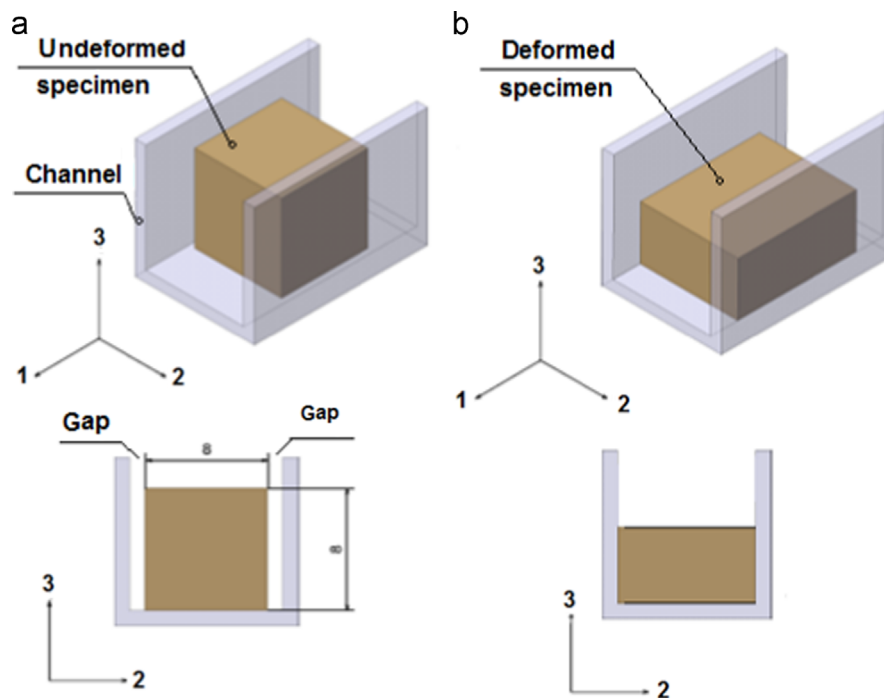 a
Undeformed
specimen
Channel
3
1
2
Gap
Gap
8
8
3
2
b
Deformed
specimen
3
1
2
3
2